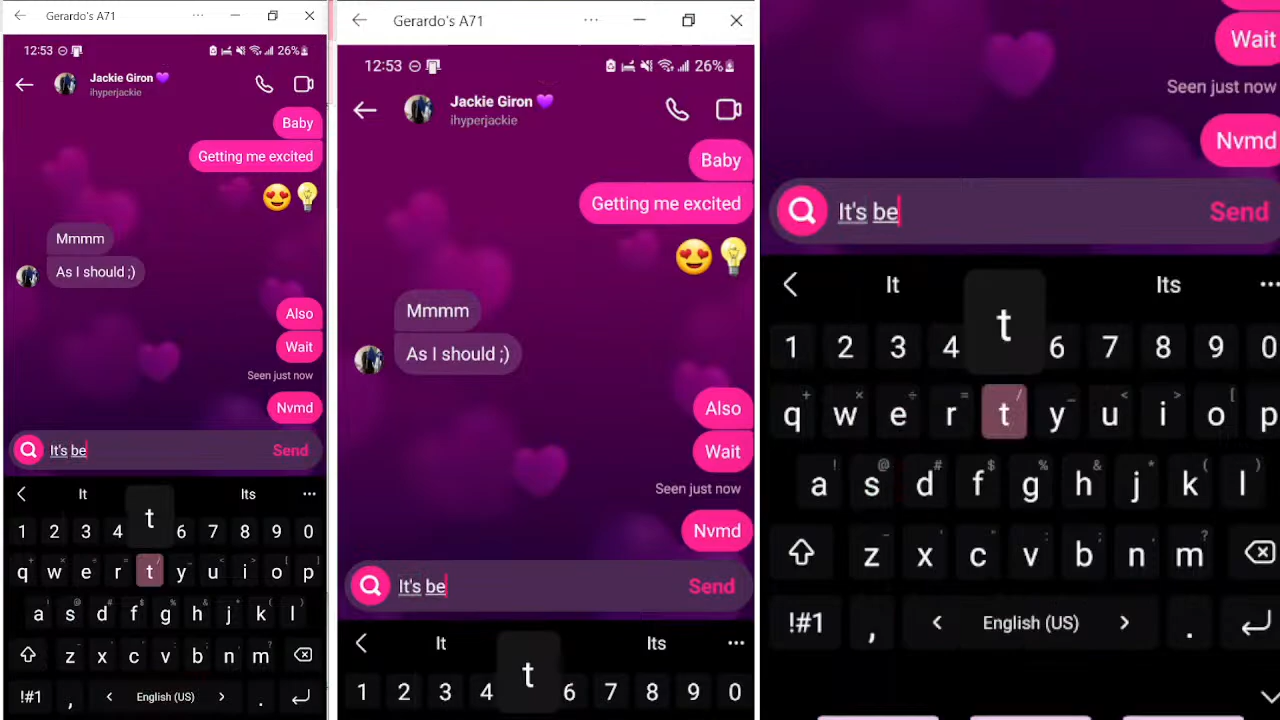 Gerardo's A71
12:53 26%
Jackie Giron 💜
ihyperjackie
Baby
Getting me excited
😍💡
Mmmm
As I should ;)
Also
Wait
Seen just now
Nvmd
It's be Send
It t Its
1 2 3 4 6 7 8 9 0
q w e r t y u i o p
a s d f g h j k l
z x c v b n m
!#1 , < English (US) > .
Gerardo's A71
12:53 26%
Jackie Giron 💜
ihyperjackie
Baby
Getting me excited
😍💡
Mmmm
As I should ;)
Also
Wait
Seen just now
Nvmd
It's be Send
It t Its
1 2 3 4 6 7 8 9 0
Wait
Seen just now
Nvmd
It's be Send
It t Its
1 2 3 4 6 7 8 9 0
q w e r t y u i o p
a s d f g h j k l
z x c v b n m
!#1 , < English (US) > .